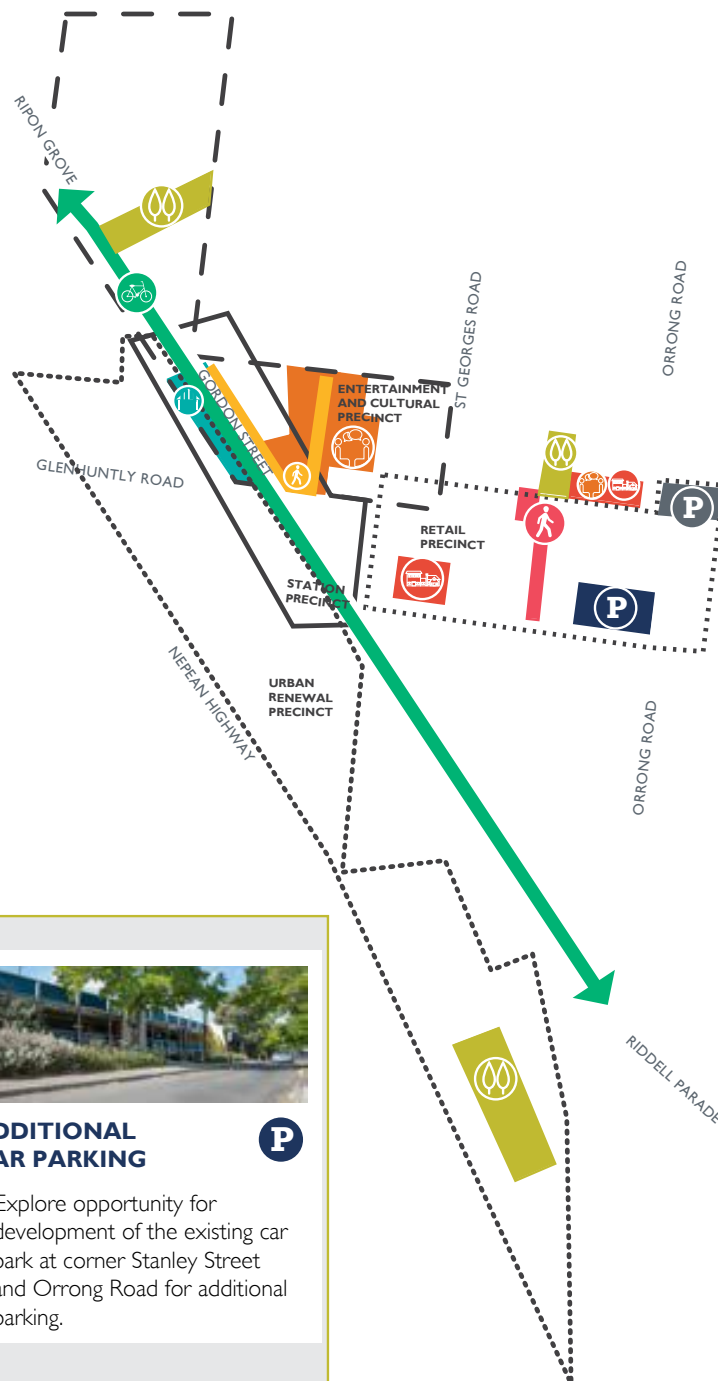 RIPON GROVE
ST GEORGES ROAD
ORRONG ROAD
GORDON STREET
ENTERTAINMENT
AND CULTURAL
PRECINCT
GLENHUNTLY ROAD
P
RETAIL
PRECINCT
STATION
PRECINCT
P
NEPEAN HIGHWAY
URBAN
RENEWAL
PRECINCT
ORRONG ROAD
RIDDELL PARADE
DDITIONAL
AR PARKING
P
Explore opportunity for
development of the existing car
park at corner Stanley Street
and Orrong Road for additional
parking.